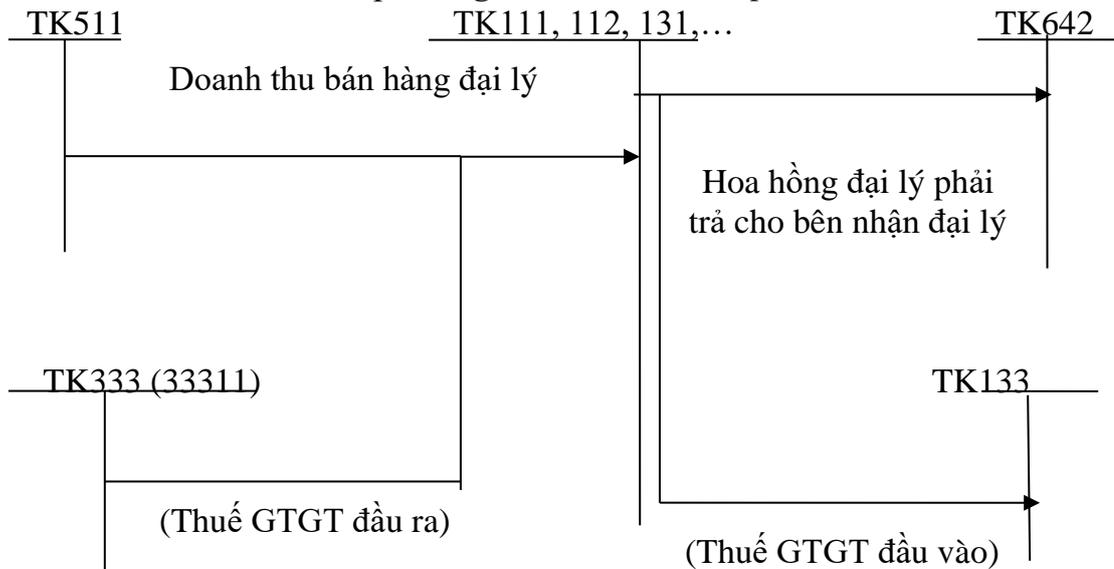 TK511
TK111, 112, 131,…
TK642
Doanh thu bán hàng đại lý
Hoa hồng đại lý phải
trả cho bên nhận đại lý
TK333 (33311)
TK133
(Thuế GTGT đầu ra)
(Thuế GTGT đầu vào)